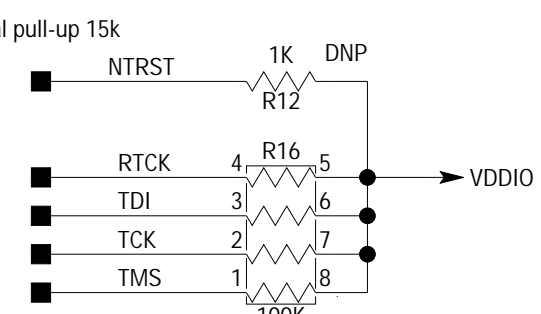 al pull-up 15k
1K DNP
NTRST
R12
RTCK 4 R16 5
VDDIO
TDI 3 6
TCK 2 7
TMS 1 8
100K